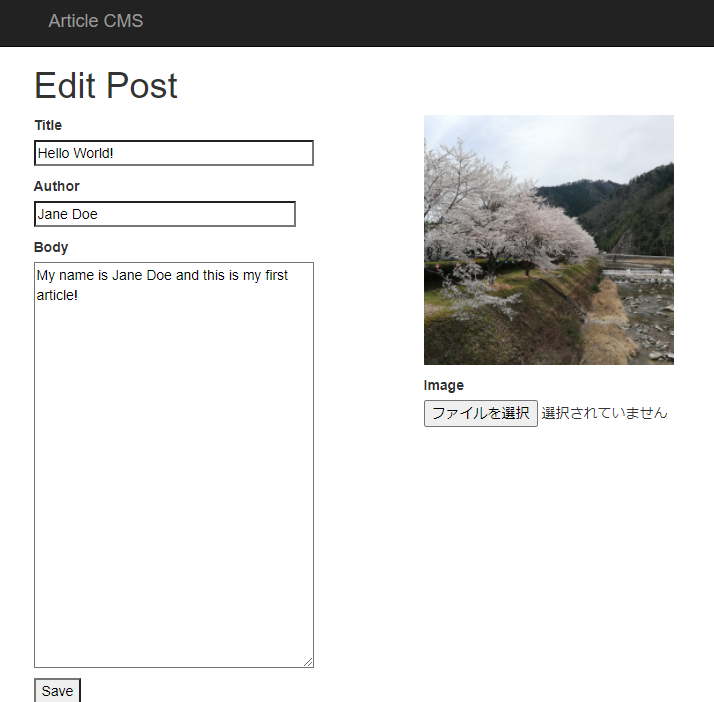 Article CMS
Edit Post
Title
Hello World!
Author
Jane Doe
Body
My name is Jane Doe and this is my first
article!
Save
Image
ファイルを選択 選択されていません